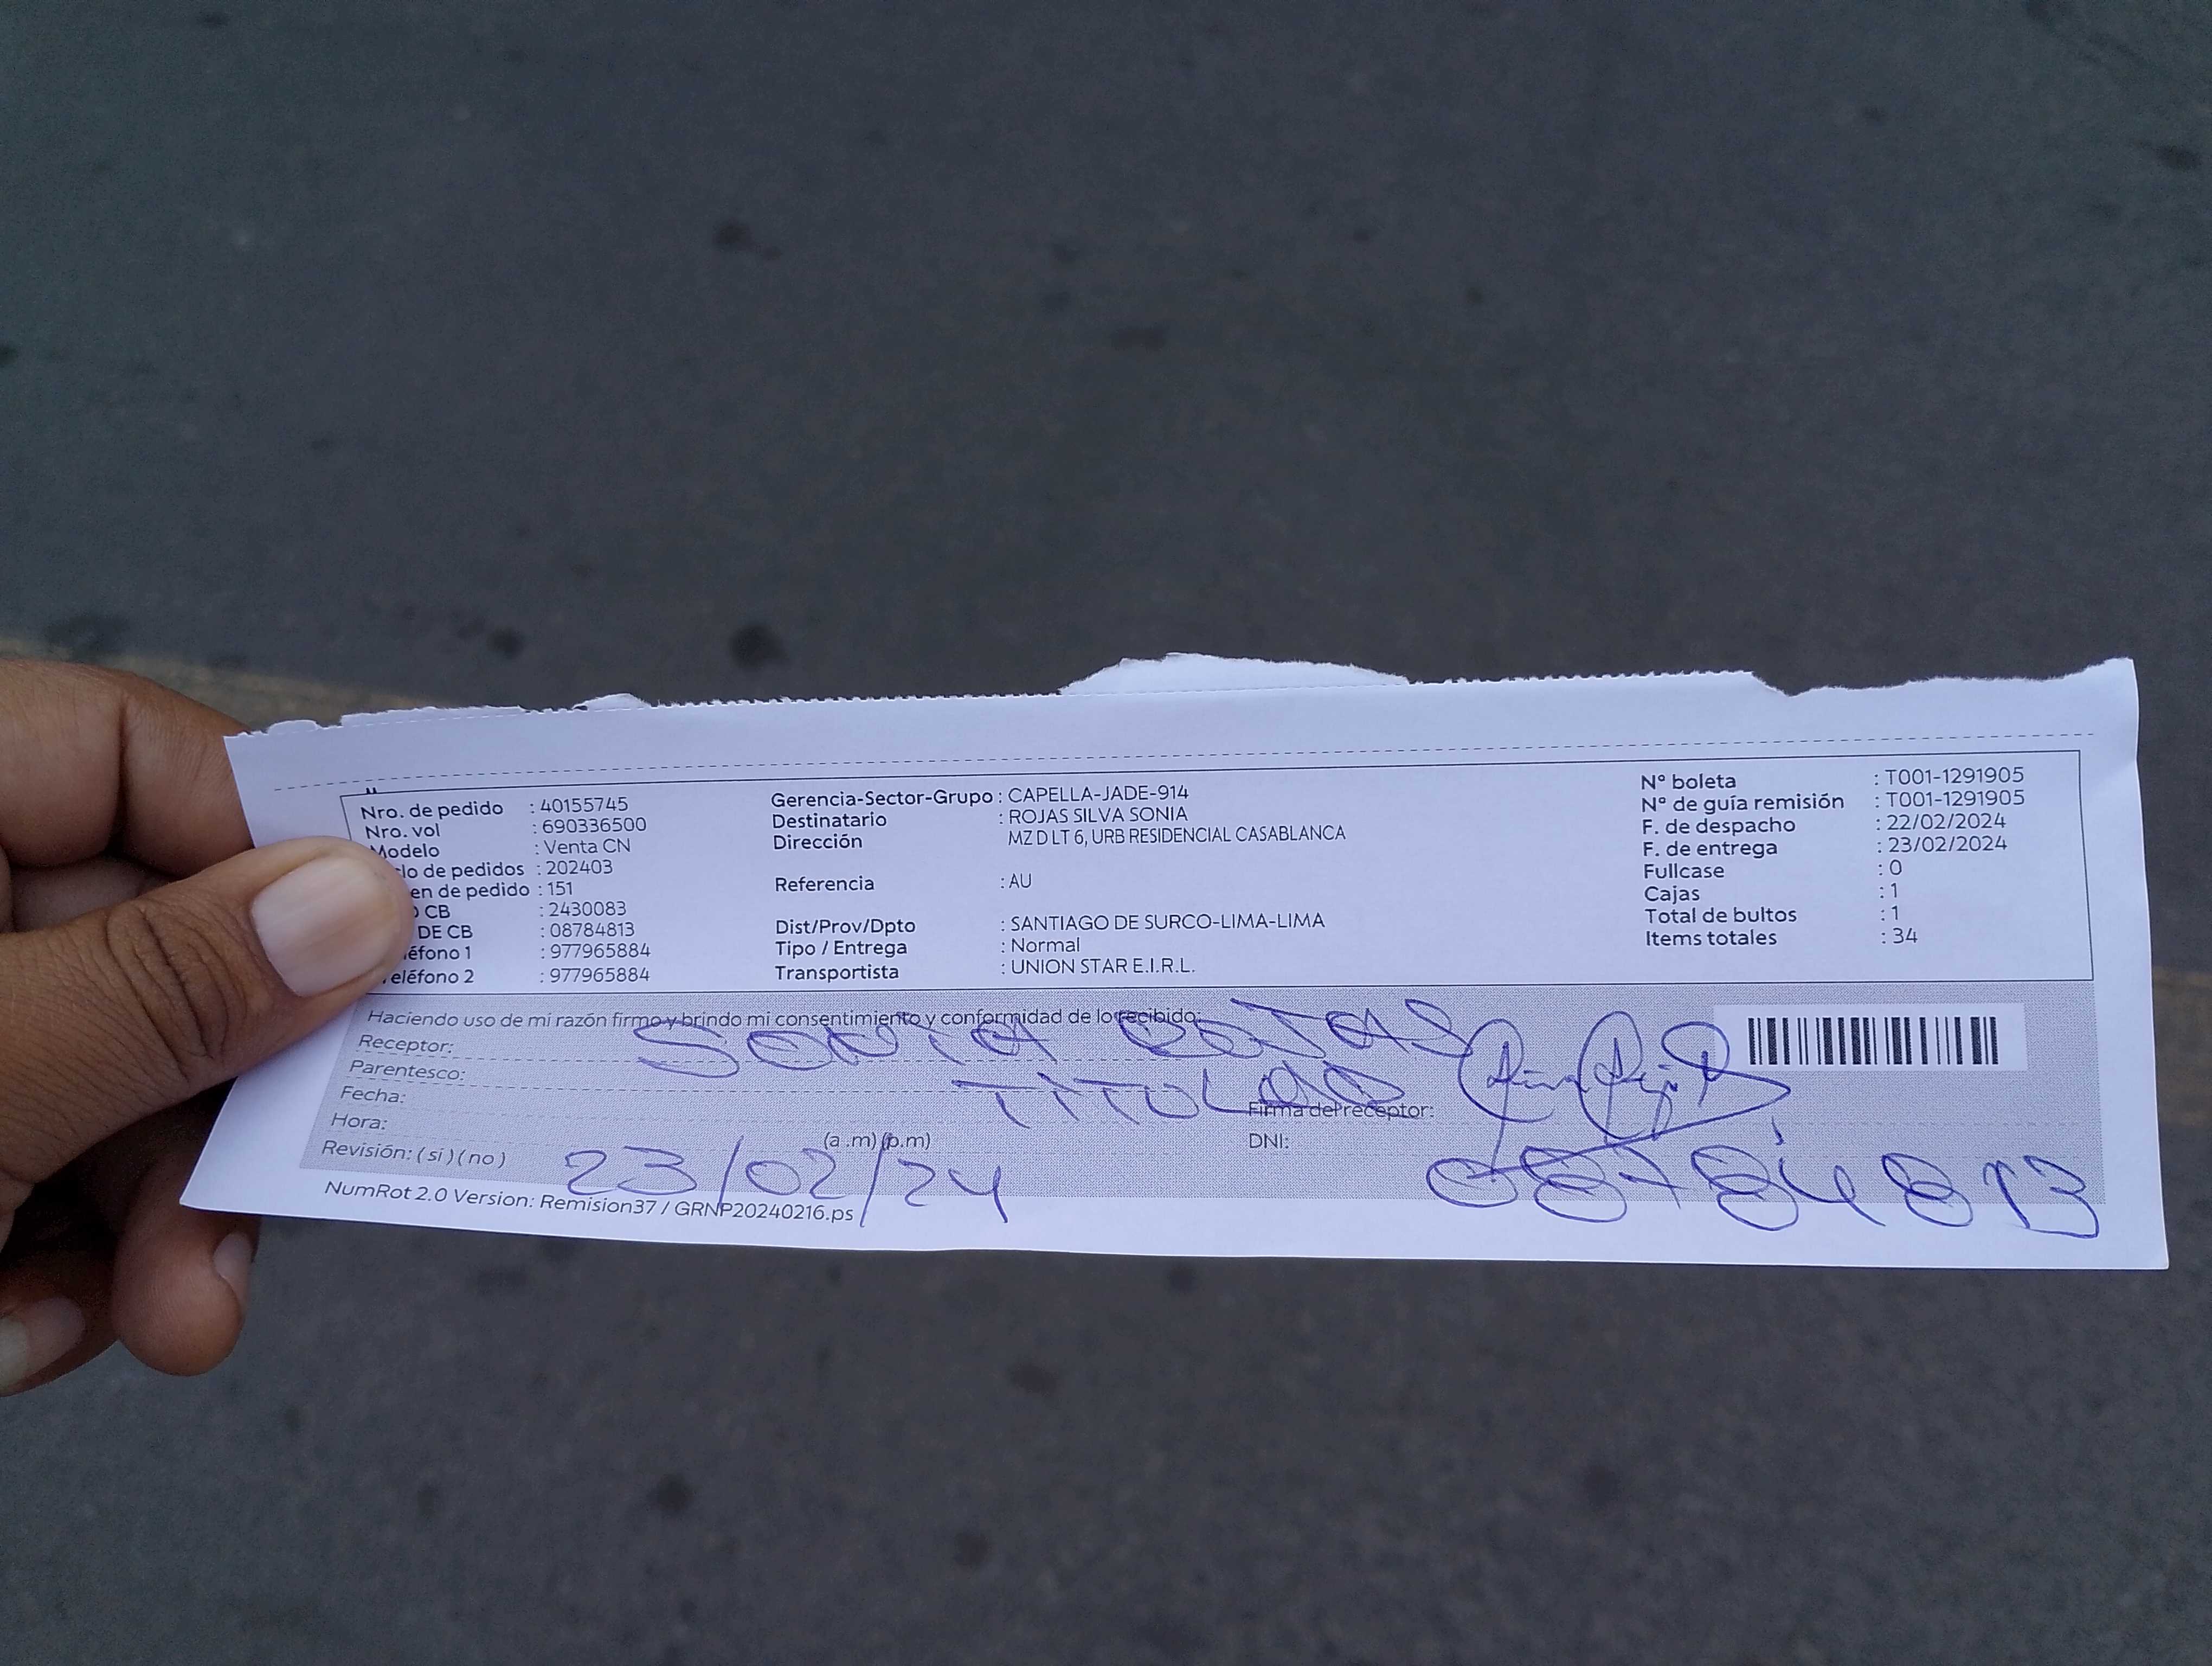 Nro. de pedido : 40155745
Nro. vol : 690336500
Modelo : Venta CN
lo de pedidos : 202403
en de pedido : 151
CB : 2430083
DE CB : 08784813
éfono 1 : 977965884
eléfono 2 : 977965884
Gerencia-Sector-Grupo : CAPELLA-JADE-914
Destinatario : ROJAS SILVA SONIA
Dirección MZ D LT 6, URB RESIDENCIAL CASABLANCA
Referencia : AU
Dist/Prov/Dpto : SANTIAGO DE SURCO-LIMA-LIMA
Tipo / Entrega : Normal
Transportista : UNION STAR E.I.R.L.
N° boleta : T001-1291905
N° de guía remisión : T001-1291905
F. de despacho : 22/02/2024
F. de entrega : 23/02/2024
Fullcase : 0
Cajas : 1
Total de bultos : 1
Items totales : 34
Haciendo uso de mi razón firmo y brindo mi consentimiento y conformidad de lo recibido:
Receptor: SONIA ROJAS
Parentesco: TITULAR
Fecha:
Firma del receptor:
Hora: (a .m) (p.m)
DNI: 08784813
Revisión: ( si ) ( no ) 23/02/24
NumRot 2.0 Version: Remision37 / GRNP20240216.ps